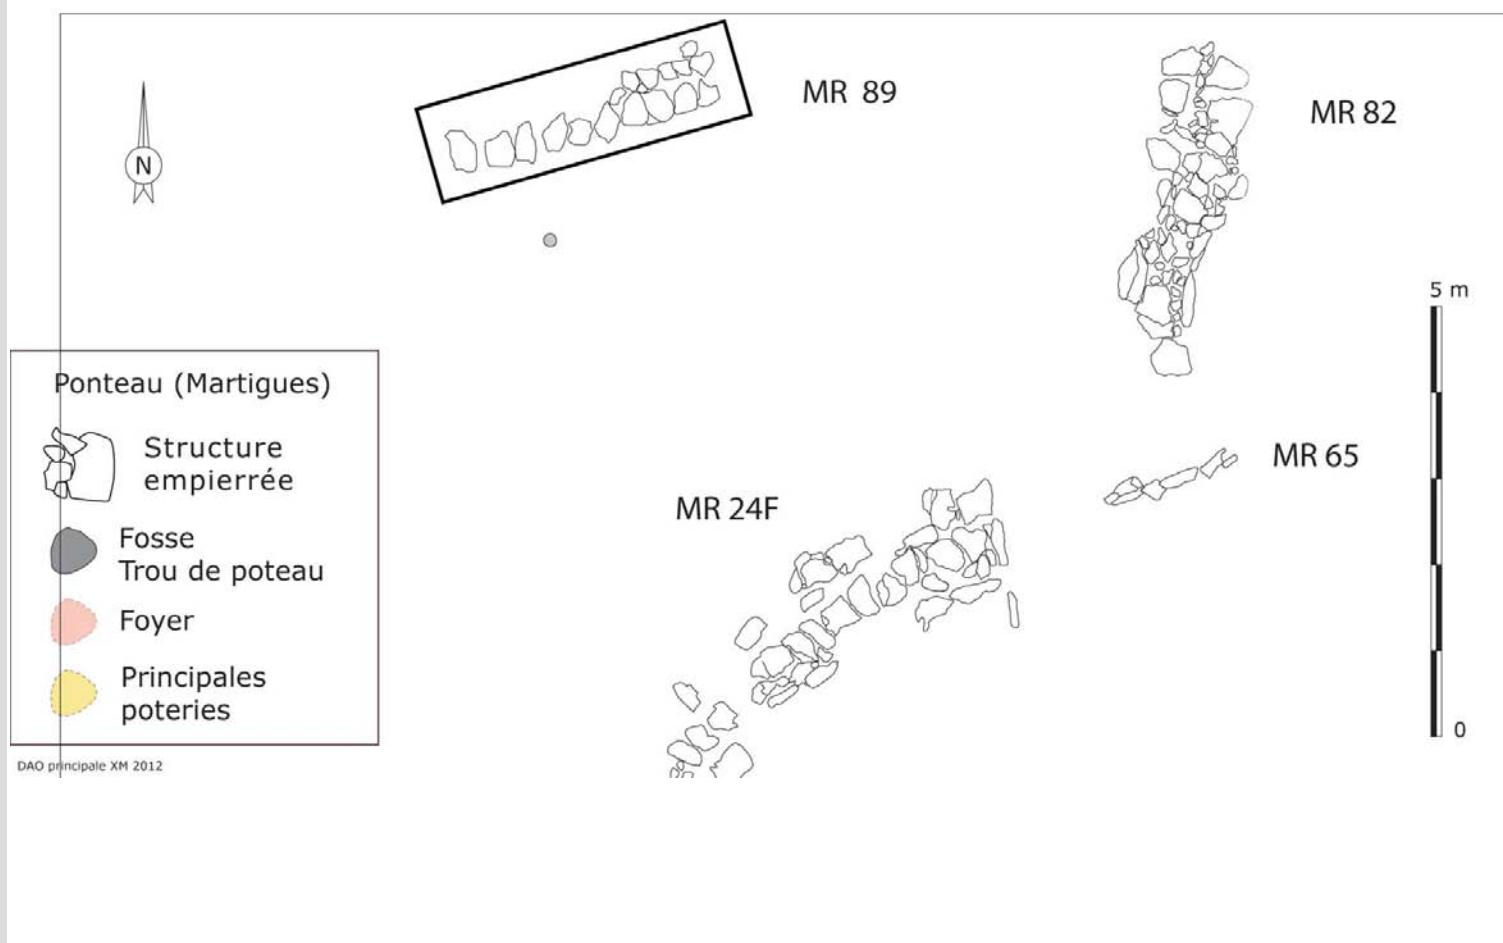 MR 89
MR 82
N
5 m
Ponteau (Martigues)
Structure
empierrée
MR 65
MR 24F
Fosse
Trou de poteau
Foyer
Principales
poteries
0
DAO principale XM 2012